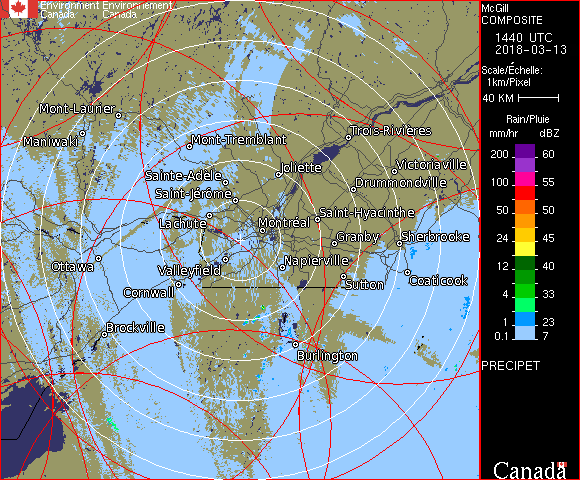 Environment Environnement
Canada Canada
McGill
COMPOSITE
1440 UTC
2018-03-13
Scale/Échelle:
1km/Pixel
40 KM
Rain/Pluie
mm/hr dBZ
200 60
100 55
50 50
24 45
12 40
4 33
1 23
0.1 7
PRECIPET
Canada
Mont-Laurier
Maniwaki
Mont-Tremblant
Trois-Rivières
Sainte-Adèle
Joliette
Victoriaville
Saint-Jérôme
Drummondville
Lachute
Montréal
Saint-Hyacinthe
Granby
Sherbrooke
Ottawa
Valleyfield
Napierville
Coaticook
Cornwall
Sutton
Brockville
Burlington